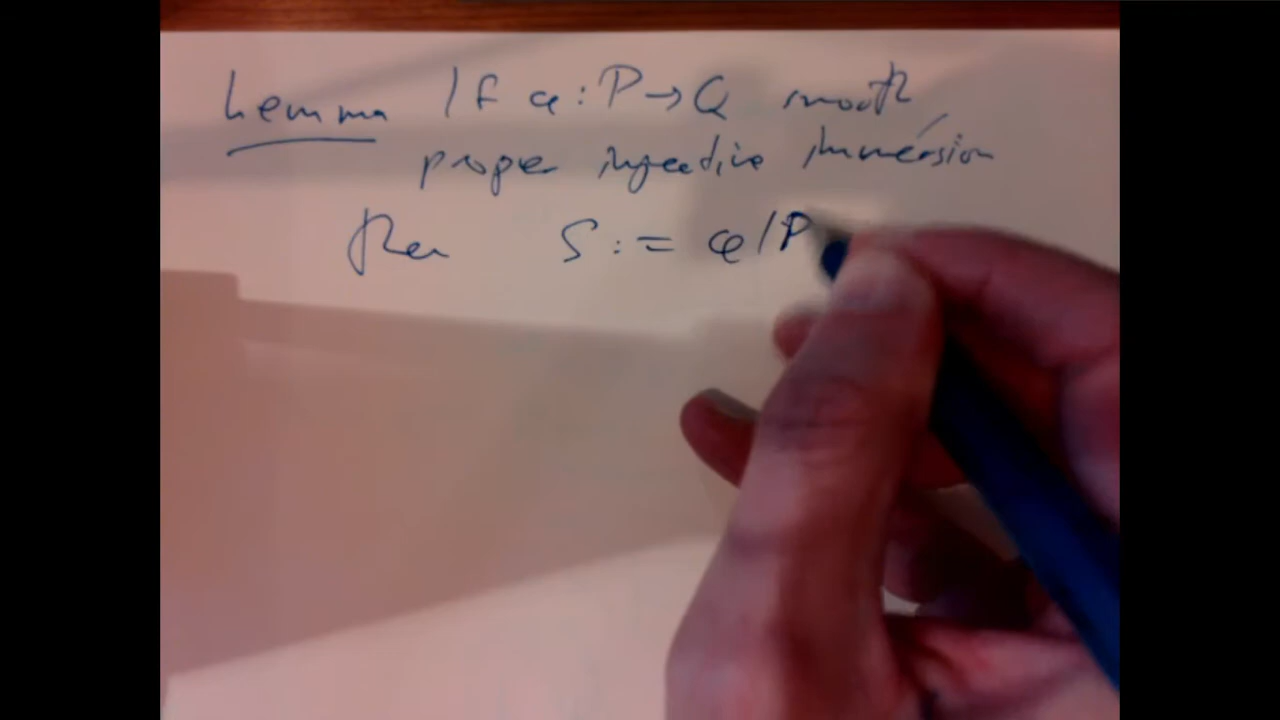 Lemma If φ : P → Q smooth
proper injective immersion
then S := φ(P